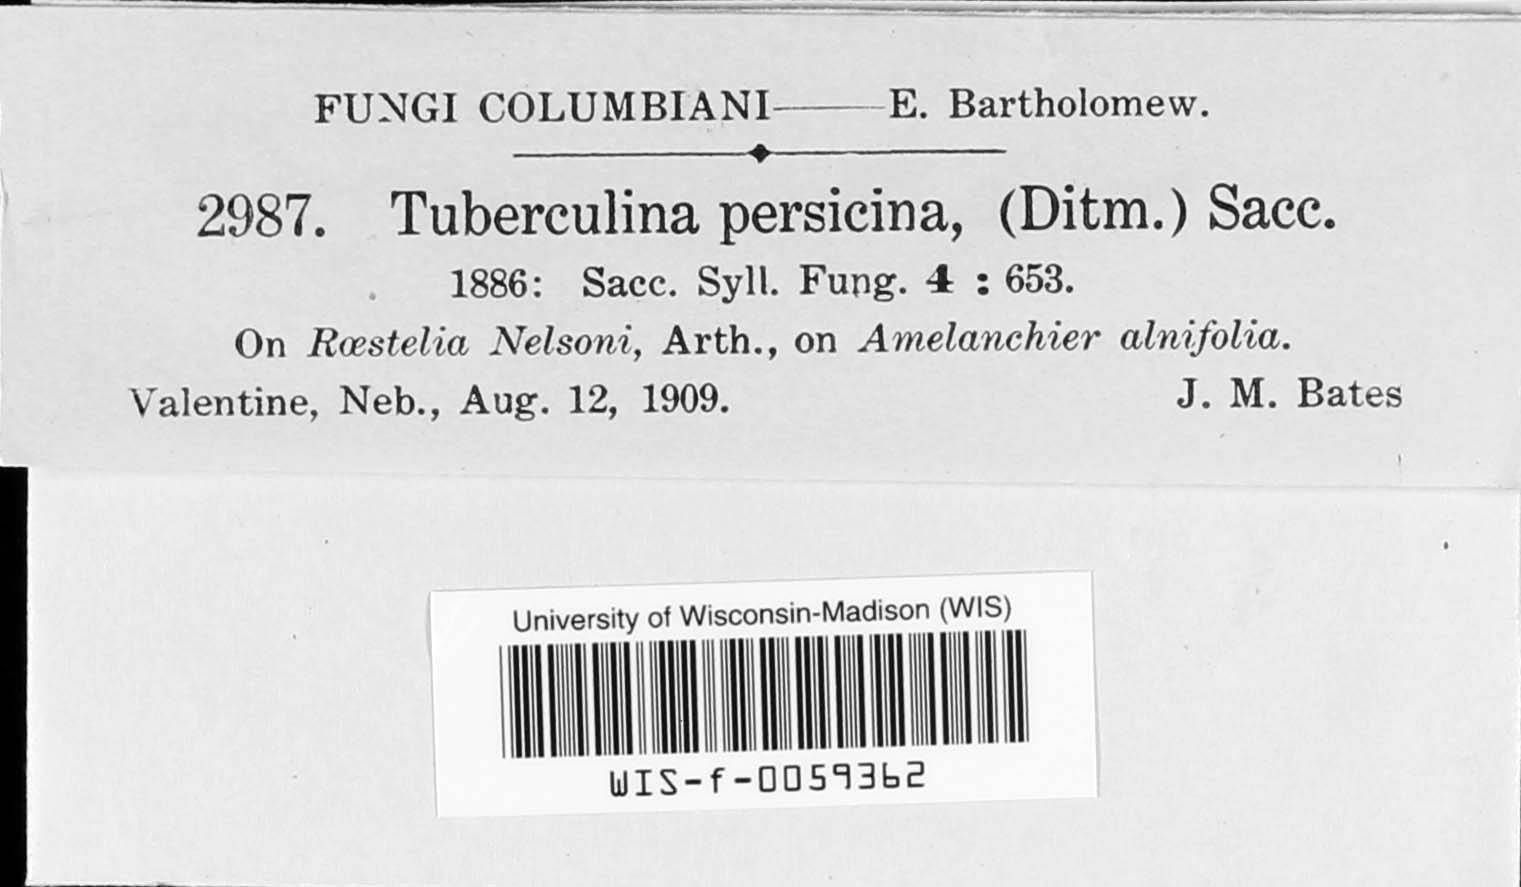 FUNGI COLUMBIANI——E. Bartholomew.
2987. Tuberculina persicina, (Ditm.) Sacc.
1886: Sacc. Syll. Fung. 4 : 653.
On Rœstelia Nelsoni, Arth., on Amelanchier alnifolia.
Valentine, Neb., Aug. 12, 1909. J. M. Bates
University of Wisconsin-Madison (WIS)
WIS-f-0059362